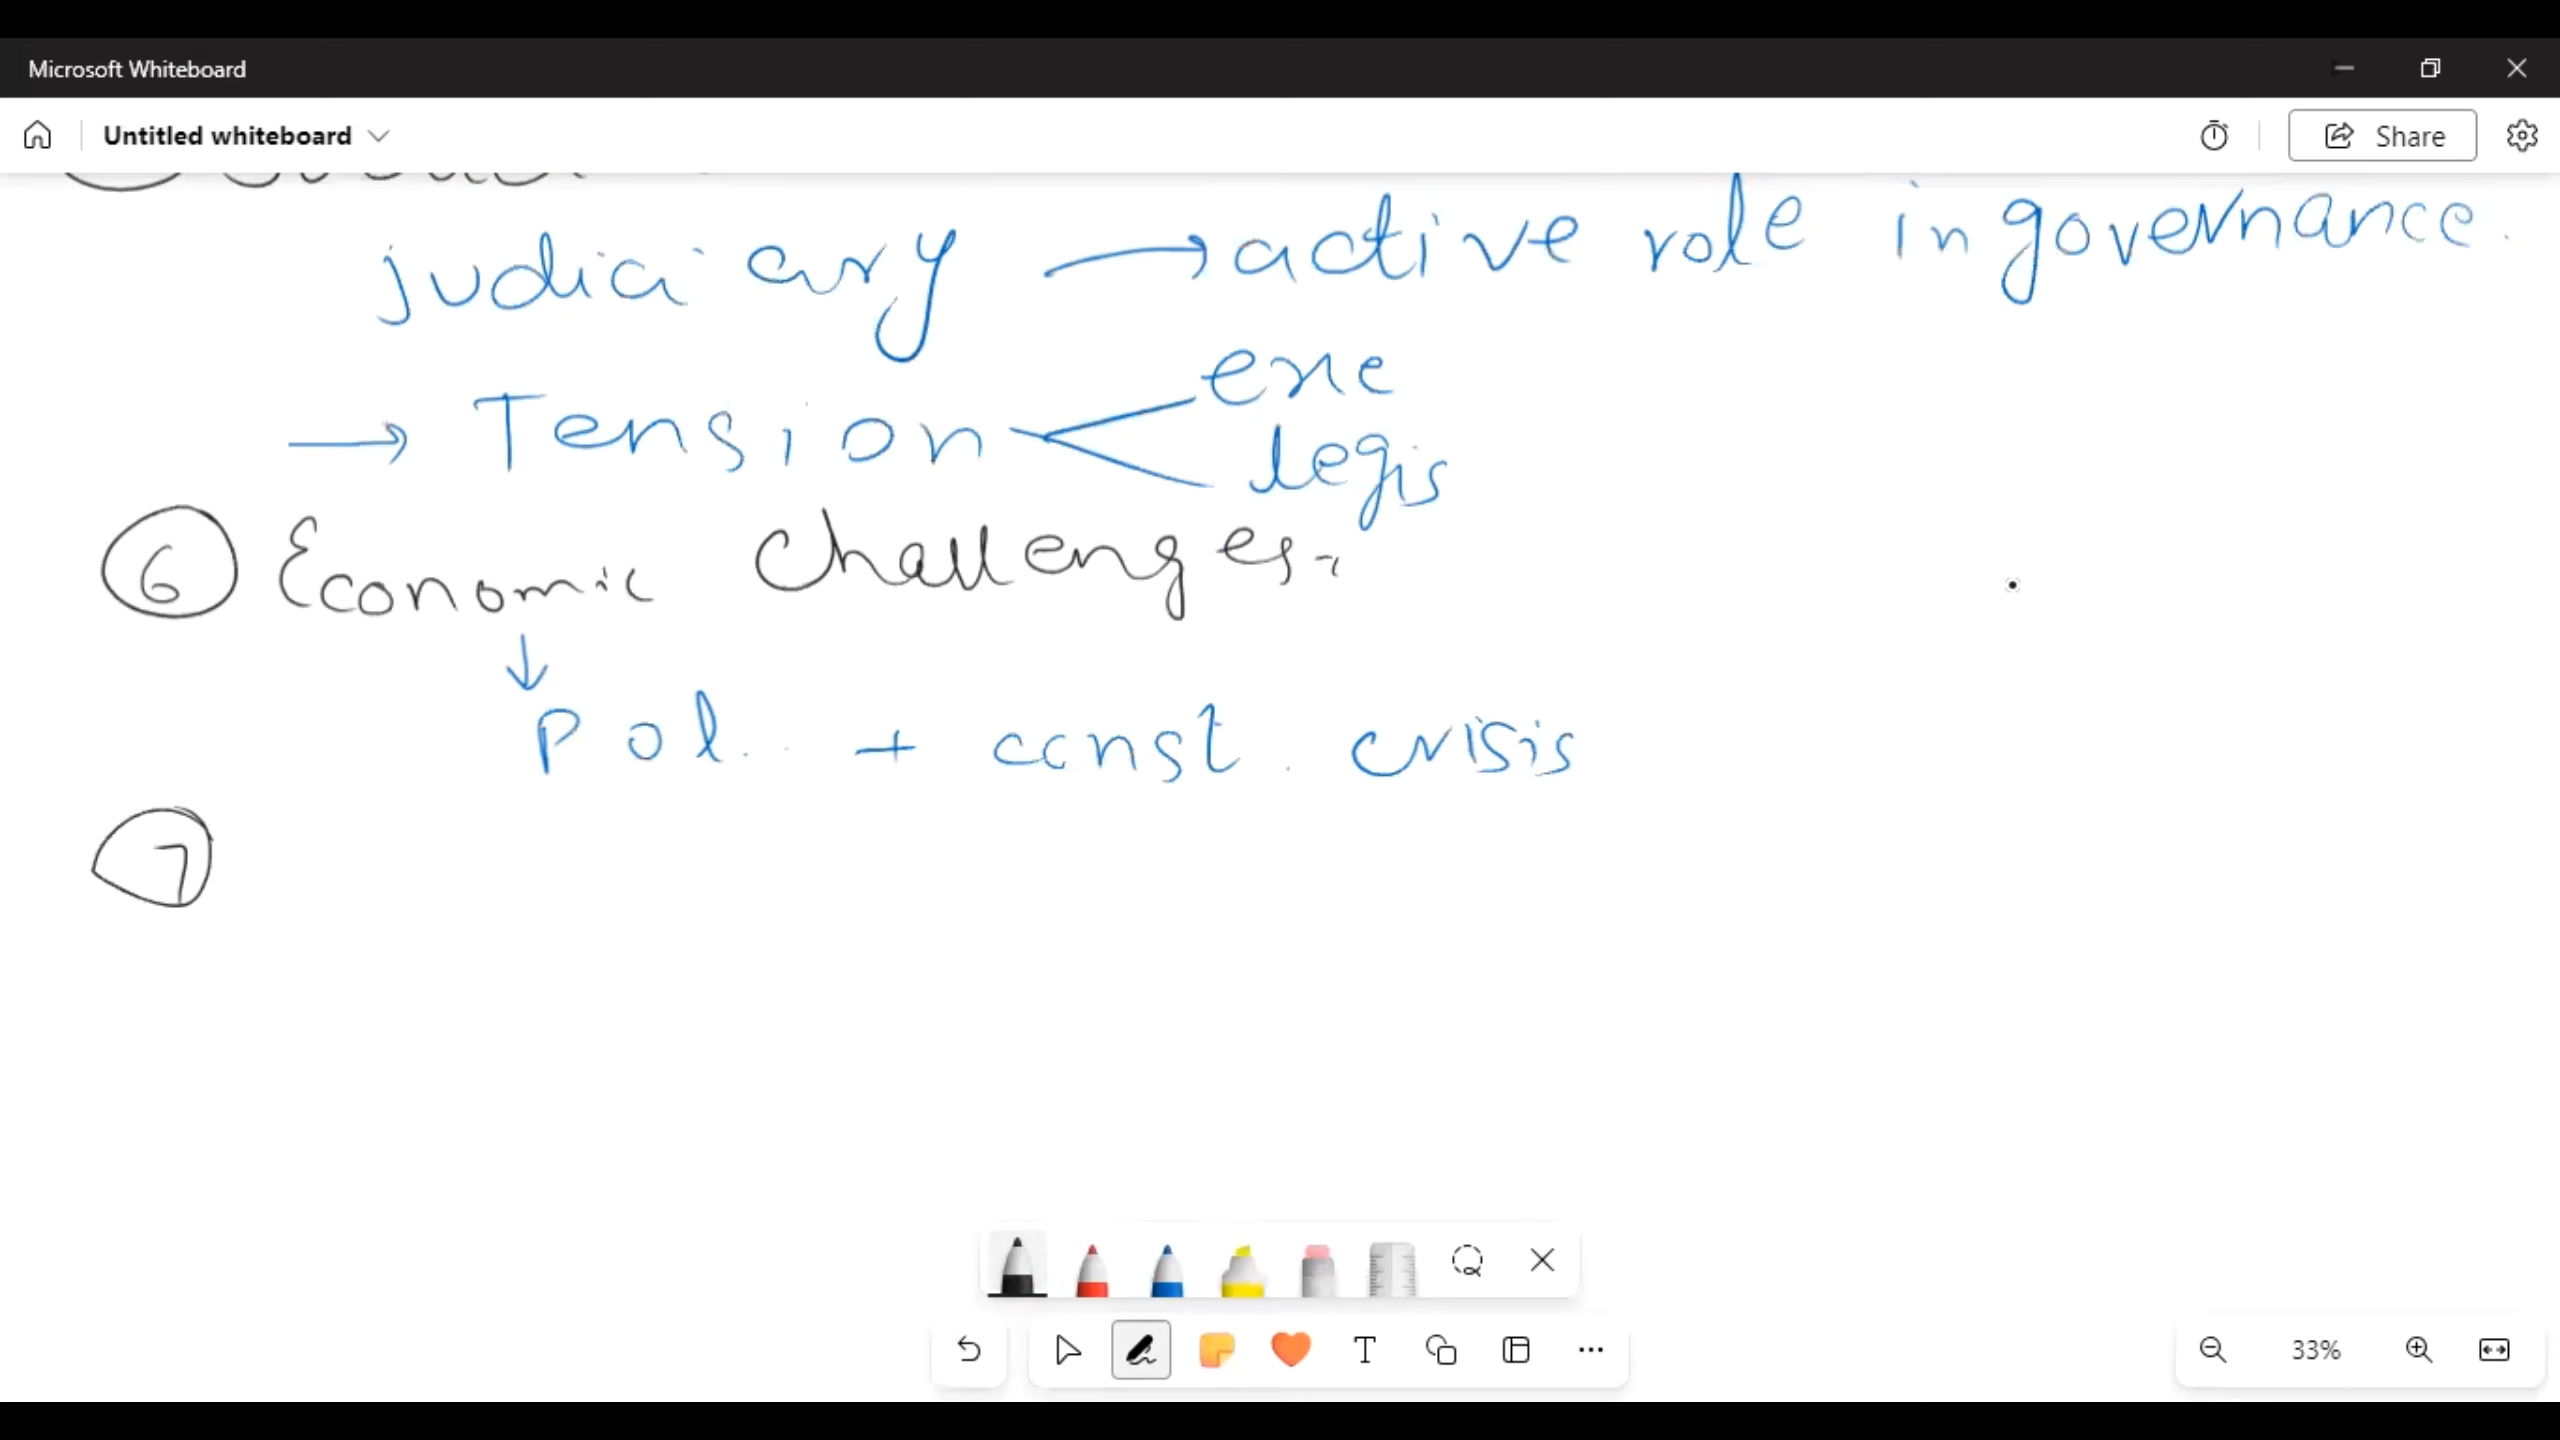 Microsoft Whiteboard
Untitled whiteboard
Share
judiciary → active role in governance.
→ Tension < exe
legis
6 Economic Challenges:-
↓
Pol. + const. crisis
7
33%